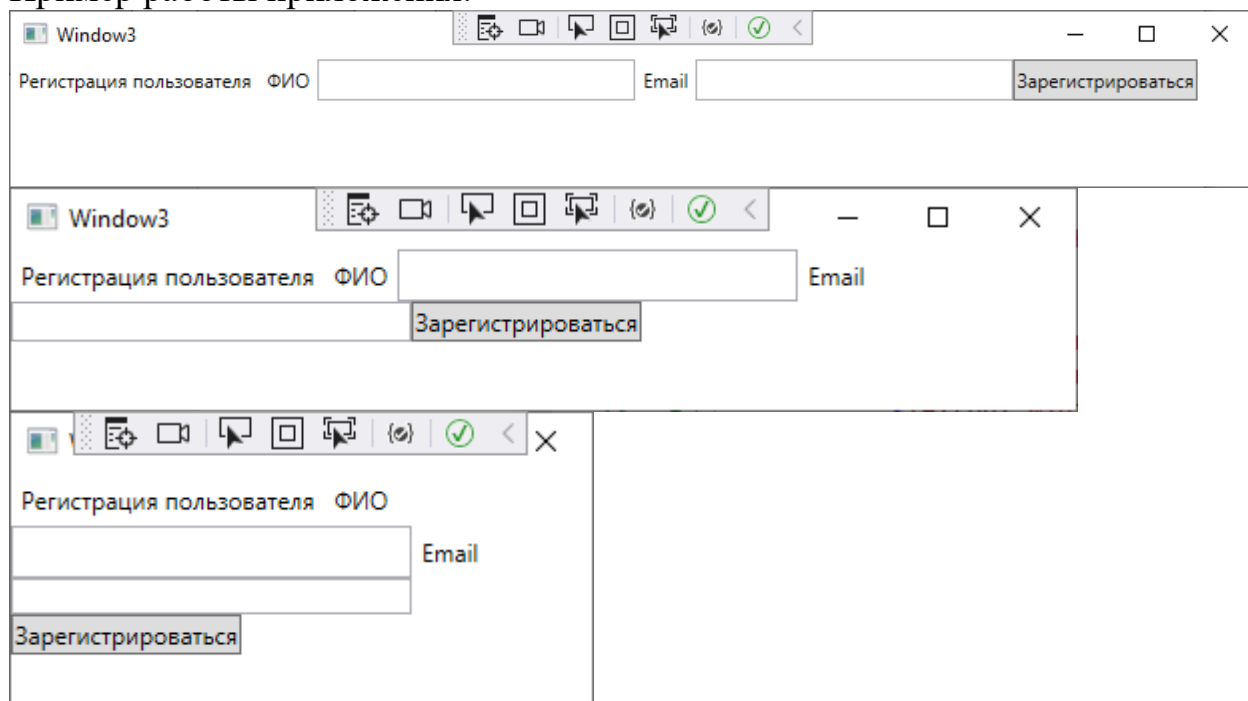 Пример работы приложения:
Window3
Регистрация пользователя ФИО Email Зарегистрироваться
Window3
Регистрация пользователя ФИО Email
Зарегистрироваться
Регистрация пользователя ФИО
Email
Зарегистрироваться